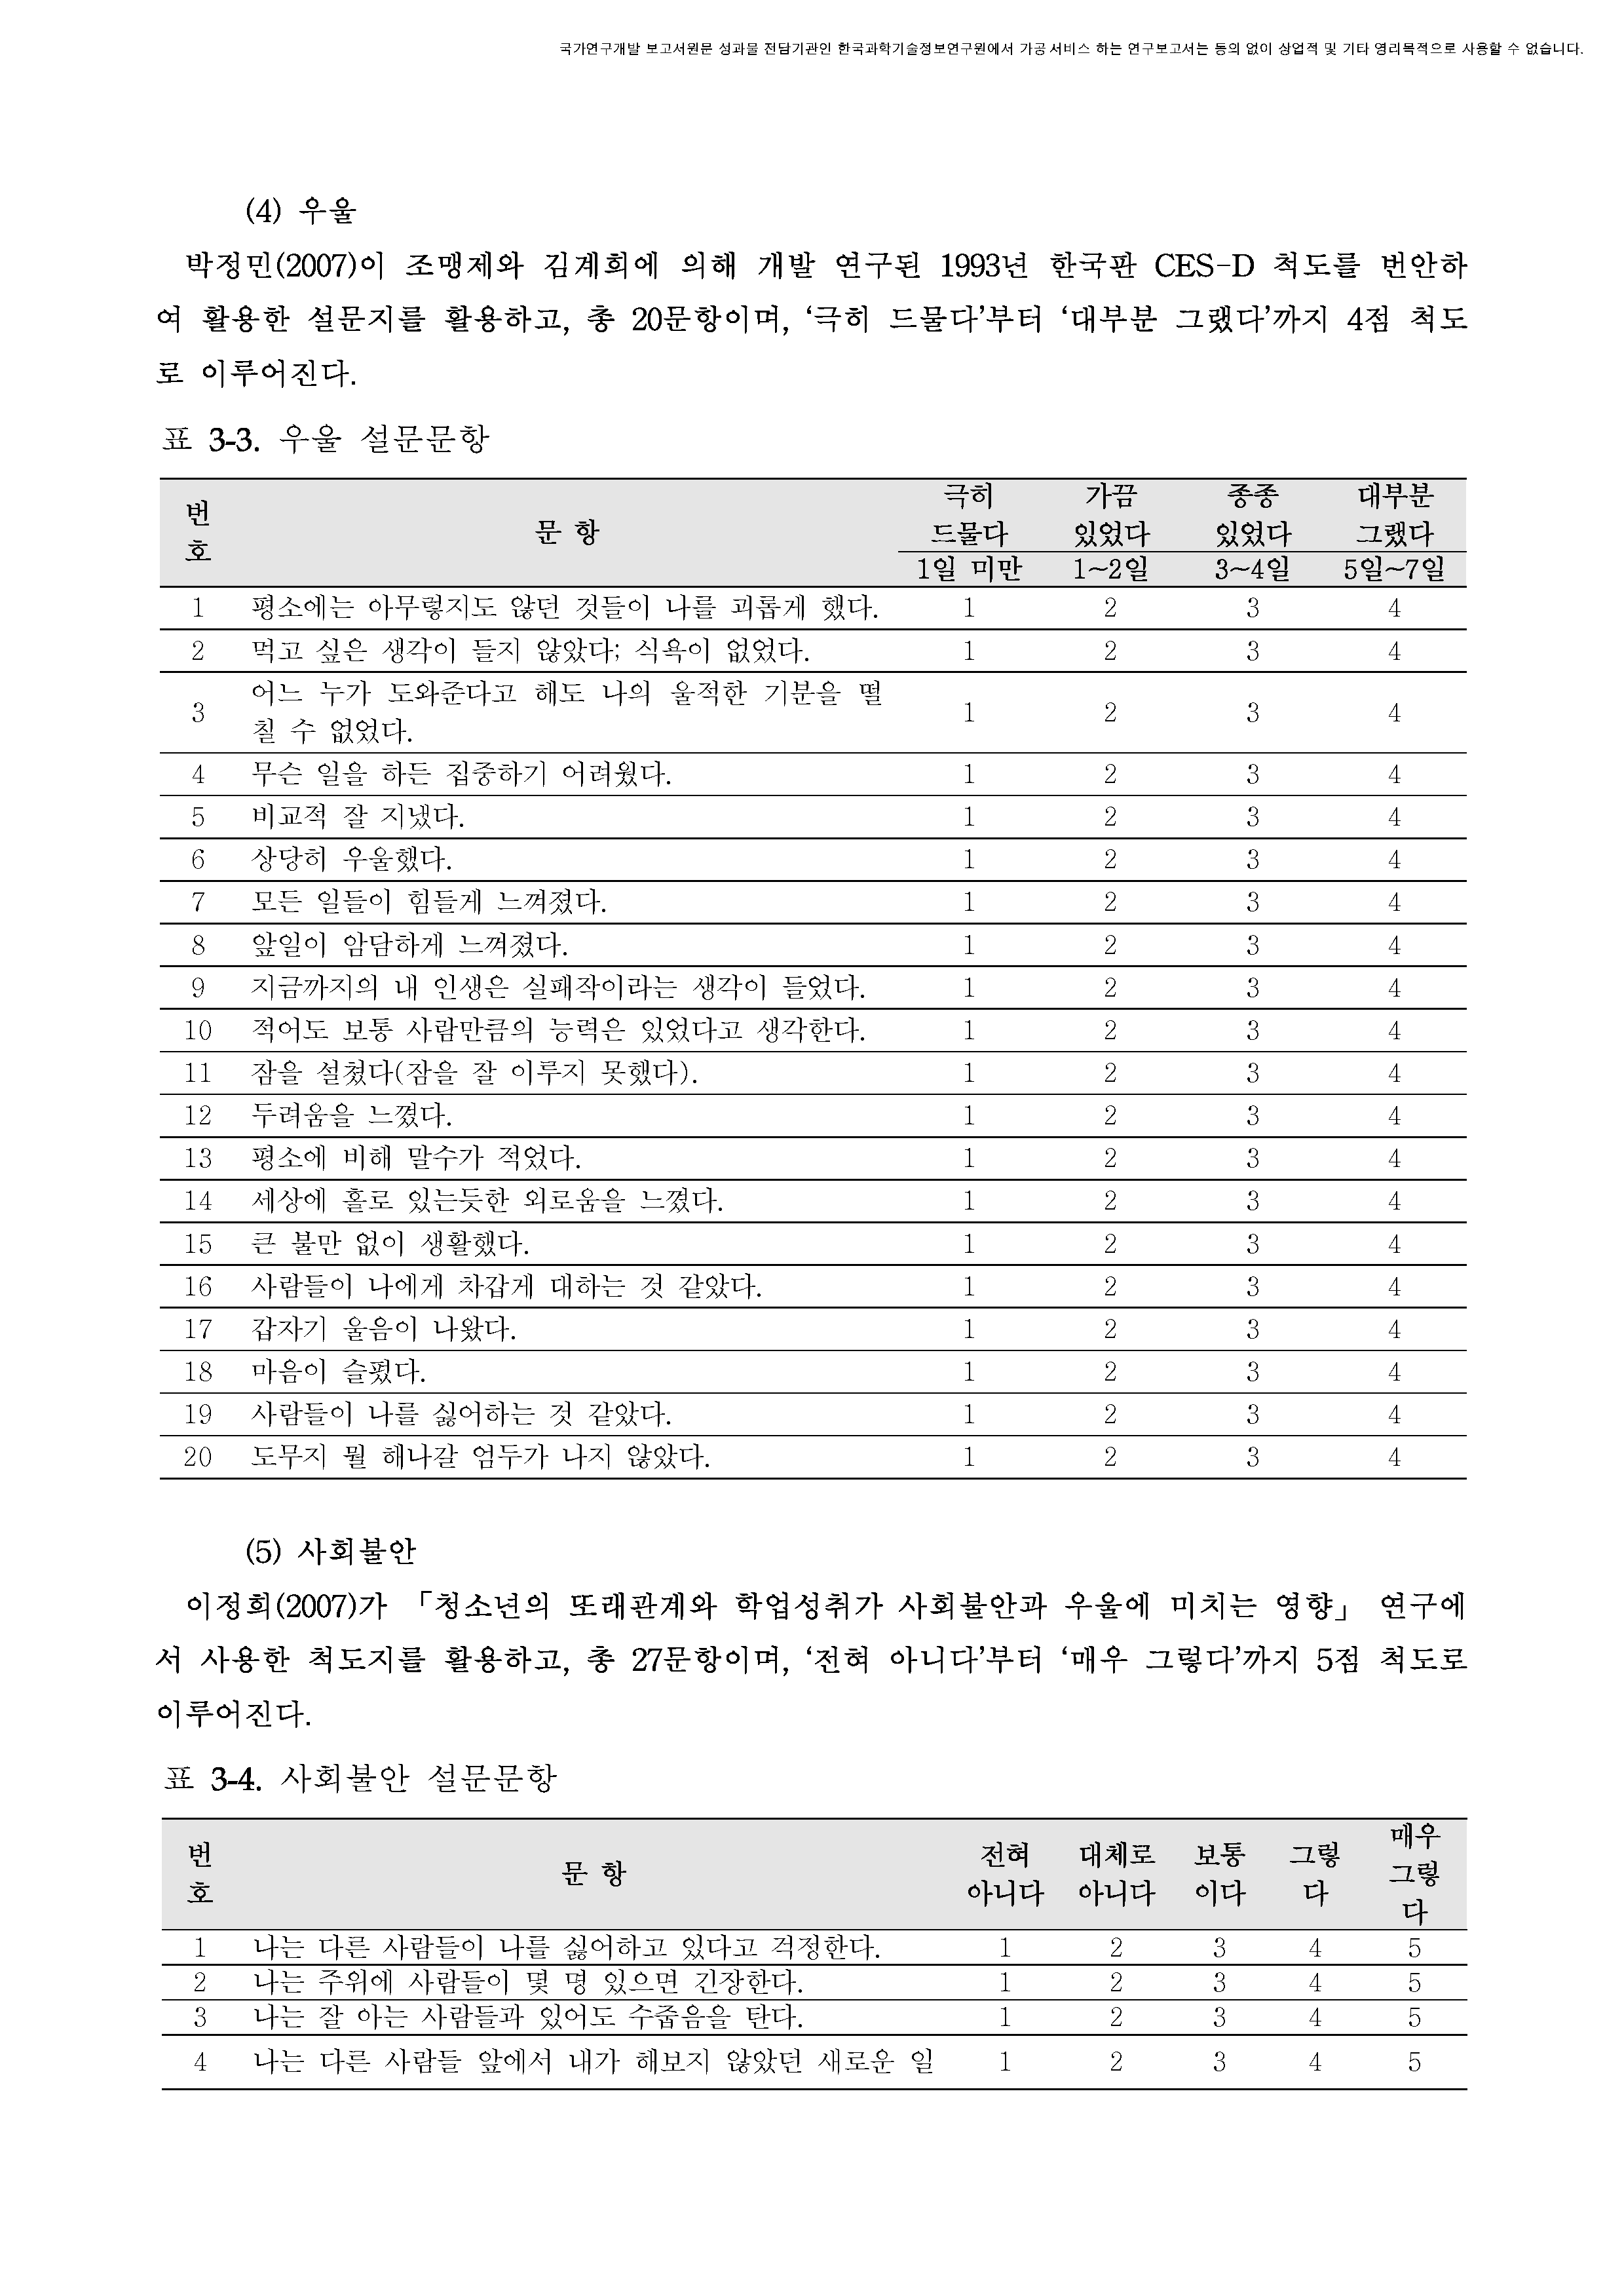 국가연구개발 보고서원문 성과물 전담기관인 한국과학기술정보연구원에서 가공·서비스 하는 연구보고서는 동의 없이 상업적 및 기타 영리목적으로 사용할 수 없습니다.
(4) 우울
박정민(2007)이 조맹제와 김계희에 의해 개발 연구된 1993년 한국판 CES-D 척도를 번안하
여 활용한 설문지를 활용하고, 총 20문항이며, ‘극히 드물다’부터 ‘대부분 그랬다’까지 4점 척도
로 이루어진다.
표 3-3. 우울 설문문항
번 호 문 항 극히 드물다 가끔 있었다 종종 있었다 대부분 그랬다
1일 미만 1~2일 3~4일 5일~7일
1 평소에는 아무렇지도 않던 것들이 나를 괴롭게 했다. 1 2 3 4
2 먹고 싶은 생각이 들지 않았다; 식욕이 없었다. 1 2 3 4
3 어느 누가 도와준다고 해도 나의 울적한 기분을 떨
칠 수 없었다. 1 2 3 4
4 무슨 일을 하든 집중하기 어려웠다. 1 2 3 4
5 비교적 잘 지냈다. 1 2 3 4
6 상당히 우울했다. 1 2 3 4
7 모든 일들이 힘들게 느껴졌다. 1 2 3 4
8 앞일이 암담하게 느껴졌다. 1 2 3 4
9 지금까지의 내 인생은 실패작이라는 생각이 들었다. 1 2 3 4
10 적어도 보통 사람만큼의 능력은 있었다고 생각한다. 1 2 3 4
11 잠을 설쳤다(잠을 잘 이루지 못했다). 1 2 3 4
12 두려움을 느꼈다. 1 2 3 4
13 평소에 비해 말수가 적었다. 1 2 3 4
14 세상에 홀로 있는듯한 외로움을 느꼈다. 1 2 3 4
15 큰 불만 없이 생활했다. 1 2 3 4
16 사람들이 나에게 차갑게 대하는 것 같았다. 1 2 3 4
17 갑자기 울음이 나왔다. 1 2 3 4
18 마음이 슬펐다. 1 2 3 4
19 사람들이 나를 싫어하는 것 같았다. 1 2 3 4
20 도무지 뭘 해나갈 엄두가 나지 않았다. 1 2 3 4
(5) 사회불안
이정희(2007)가 「청소년의 또래관계와 학업성취가 사회불안과 우울에 미치는 영향」 연구에
서 사용한 척도지를 활용하고, 총 27문항이며, ‘전혀 아니다’부터 ‘매우 그렇다’까지 5점 척도로
이루어진다.
표 3-4. 사회불안 설문문항
번 호 문 항 전혀 아니다 대체로 아니다 보통 이다 그렇 다 매우 그렇 다
1 나는 다른 사람들이 나를 싫어하고 있다고 걱정한다. 1 2 3 4 5
2 나는 주위에 사람들이 몇 명 있으면 긴장한다. 1 2 3 4 5
3 나는 잘 아는 사람들과 있어도 수줍음을 탄다. 1 2 3 4 5
4 나는 다른 사람들 앞에서 내가 해보지 않았던 새로운 일 1 2 3 4 5